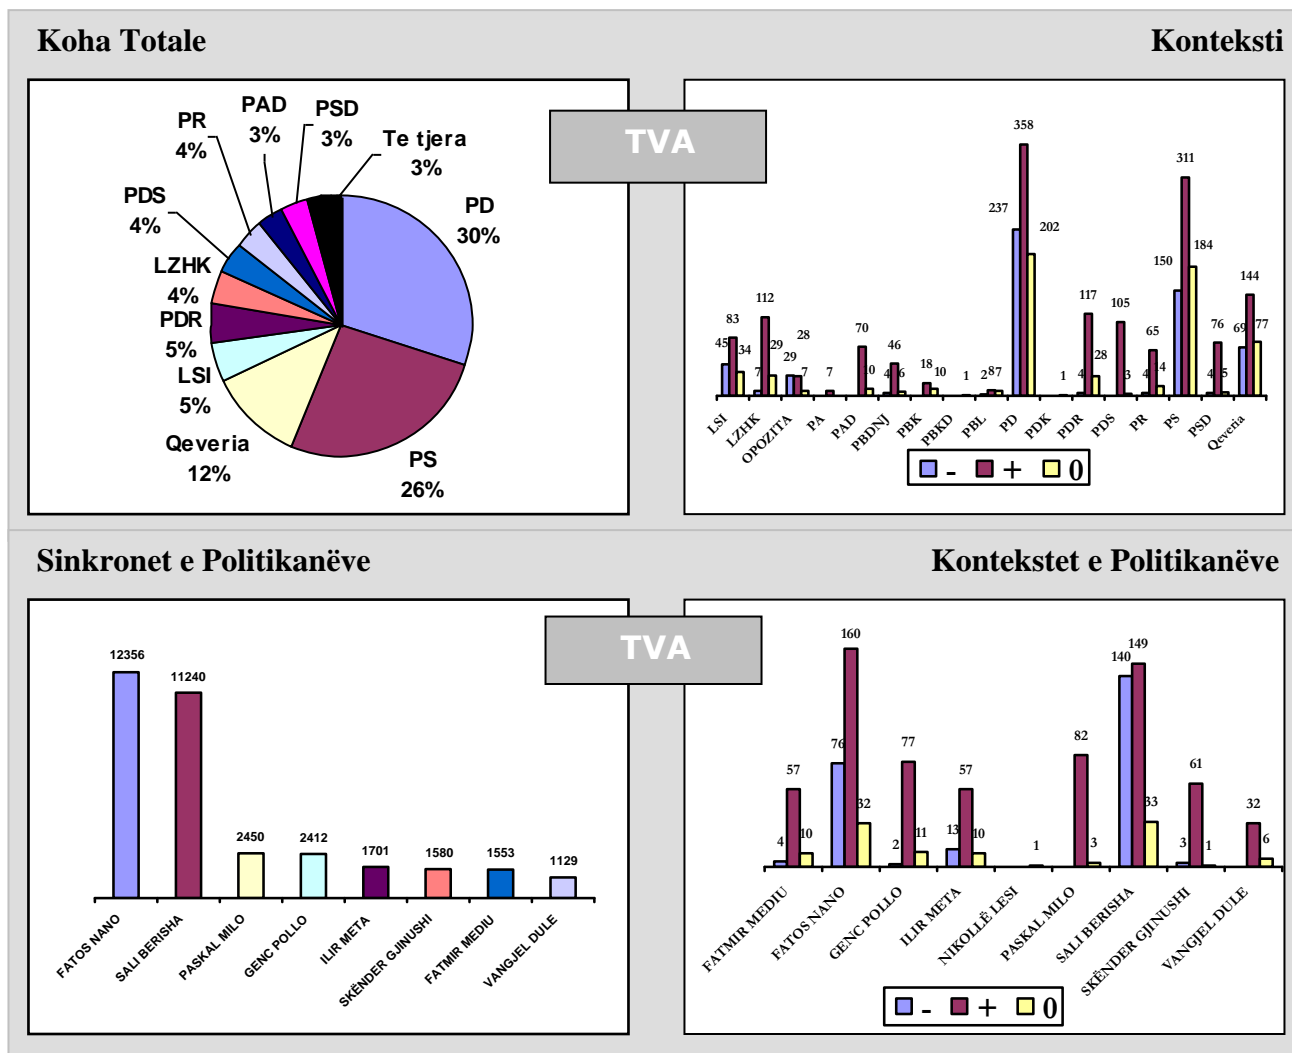 Koha Totale
Konteksti
TVA
PAD
3%
PSD
3%
PR
4%
Te tjera
3%
PDS
4%
PD
30%
LZHK
4%
PDR
5%
LSI
5%
Qeveria
12%
PS
26%
358
311
237
202
184
150
144
117
112
105
83
76
77
70
69
65
45
46
34
29
29
28
28
7
7
7
10
4
6
18
10
1
2
8
7
1
4
3
4
14
4
5
LSI
LZHK
OPOZITA
PA
PAD
PBDNJ
PBK
PBKD
PBL
PD
PDK
PDR
PDS
PR
PS
PSD
Qeveria
- + 0
Sinkronet e Politikanëve
Kontekstet e Politikanëve
TVA
12356
11240
2450
2412
1701
1580
1553
1129
FATOS NANO
SALI BERISHA
PASKAL MILO
GENC POLLO
ILIR META
SKËNDER GJINUSHI
FATMIR MEDIU
VANGJEL DULE
4
57
10
76
160
32
2
77
11
13
57
10
1
82
3
140
149
33
3
61
1
32
6
FATMIR MEDIU
FATOS NANO
GENC POLLO
ILIR META
NIKOLLË LESI
PASKAL MILO
SALI BERISHA
SKËNDER GJINUSHI
VANGJEL DULE
- + 0